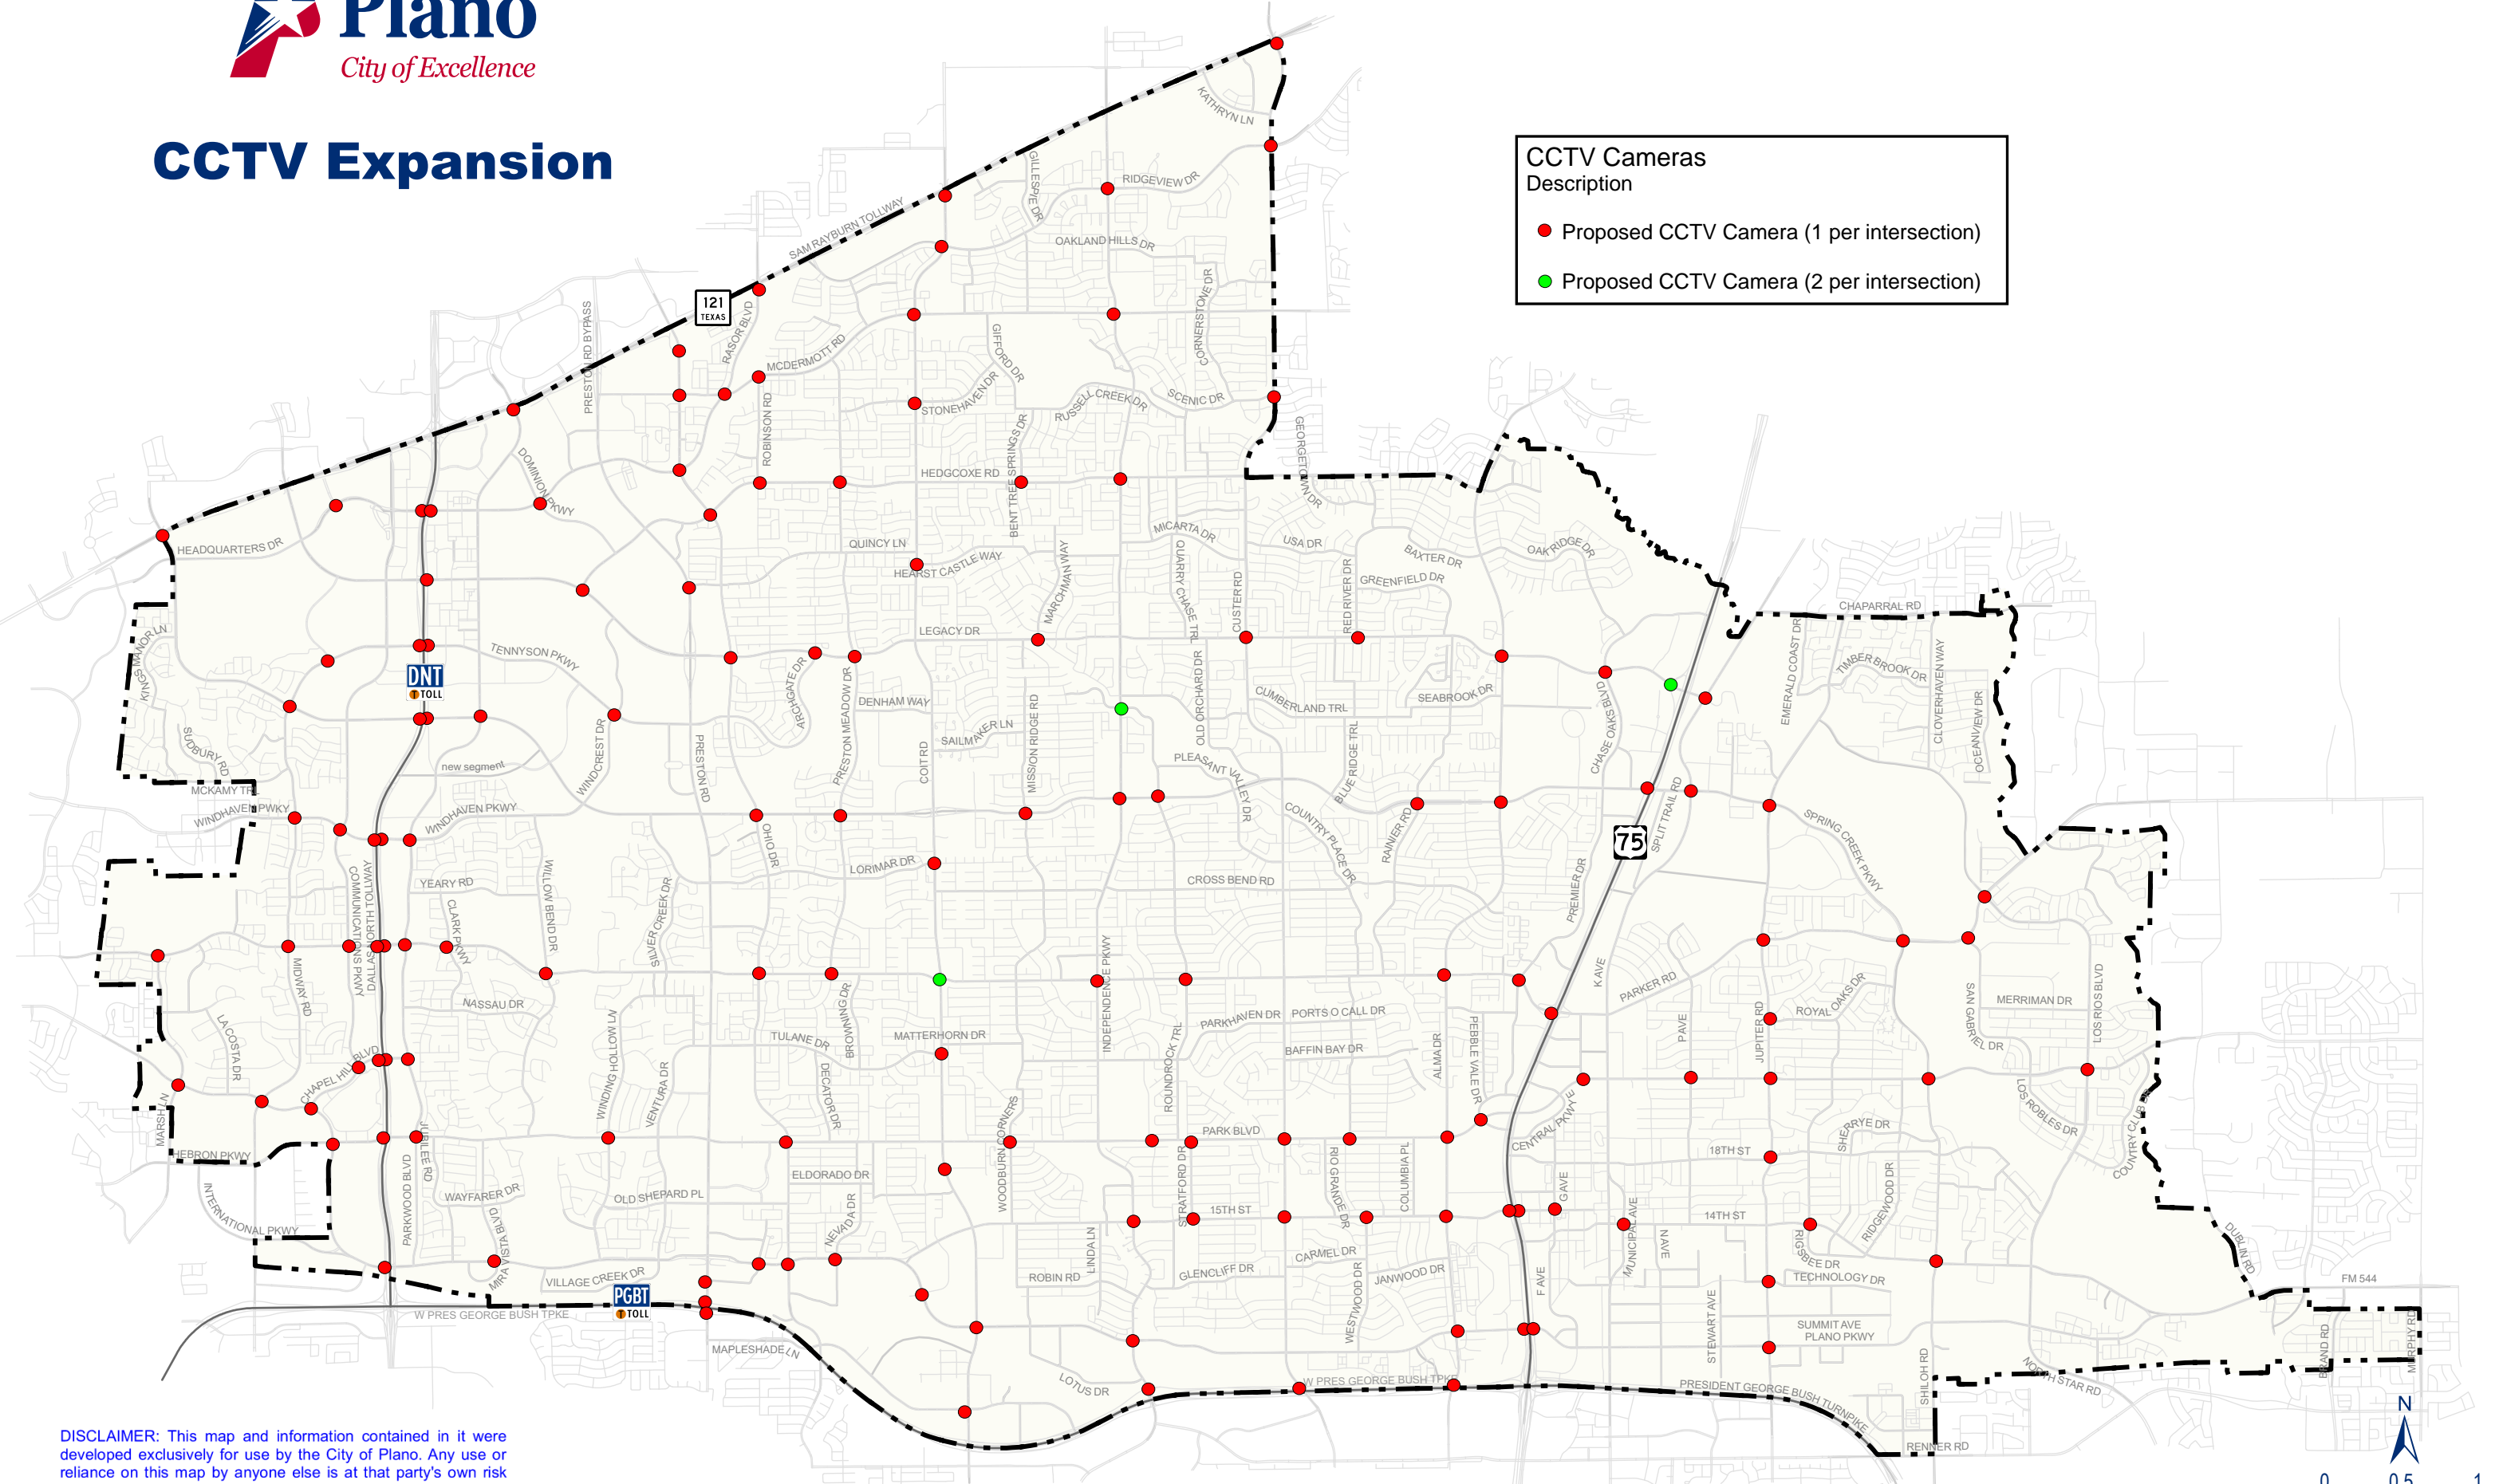 Plano
City of Excellence
CCTV Expansion
CCTV Cameras
Description
Proposed CCTV Camera (1 per intersection)
Proposed CCTV Camera (2 per intersection)
KATHRYN LN
RIDGEVIEW DR
GILLESPIE DR
SAM RAYBURN TOLLWAY
OAKLAND HILLS DR
CORNERSTONE DR
121
TEXAS
PRESTON RD BYPASS
RASOR BLVD
MCDERMOTT RD
GIFFORD DR
STONEHAVEN DR
RUSSELL CREEK DR
SCENIC DR
ROBINSON RD
GEORGETOWN DR
DOMINION PKWY
HEDGCOXE RD
BENT TREE SPRINGS DR
HEADQUARTERS DR
QUINCY LN
HEARST CASTLE WAY
MICARTA DR
USA DR
BAXTER DR
OAK RIDGE DR
GREENFIELD DR
MARCHMAN WAY
QUARRY CHASE TRL
CUSTER RD
RED RIVER DR
CHAPARRAL RD
KINGS MANOR LN
LEGACY DR
TENNYSON PKWY
DNT
TOLL
ARCHGATE DR
PRESTON MEADOW DR
DENHAM WAY
SAILMAKER LN
MISSION RIDGE RD
OLD ORCHARD DR
CUMBERLAND TRL
SEABROOK DR
CHASE OAKS BLVD
EMERALD COAST DR
TIMBER BROOK DR
CLOVERHAVEN WAY
OCEANVIEW DR
SUDBURY RD
new segment
WINDCREST DR
PRESTON RD
COIT RD
PLEASANT VALLEY DR
BLUE RIDGE TRL
MCKAMY TRL
WINDHAVEN PWKY
WINDHAVEN PKWY
OHIO DR
COUNTRY PLACE DR
RAINIER RD
75
SPLIT TRAIL RD
SPRING CREEK PKWY
LORIMAR DR
CROSS BEND RD
PREMIER DR
YEARY RD
CLARK PKWY
WILLOW BEND DR
SILVER CREEK DR
COMMUNICATIONS PKWY
DALLAS NORTH TOLLWAY
MIDWAY RD
NASSAU DR
INDEPENDENCE PKWY
K AVE
PARKER RD
ROYAL OAKS DR
MERRIMAN DR
SAN GABRIEL DR
LOS RIOS BLVD
LA COSTA DR
CHAPEL HILL BLVD
WINDING HOLLOW LN
VENTURA DR
TULANE DR
BROWNING DR
DECATOR DR
MATTERHORN DR
PARKHAVEN DR
PORTS O CALL DR
BAFFIN BAY DR
ROUNDROCK TRL
ALMA DR
PEBBLE VALE DR
P AVE
JUPITER RD
MARSH LN
HEBRON PKWY
JUBILEE RD
WOODBURN CORNERS
PARK BLVD
CENTRAL PKWY E
SHERRYE DR
LOS ROBLES DR
COUNTRY CLUB DR
18TH ST
INTERNATIONAL PKWY
PARKWOOD BLVD
WAYFARER DR
MIRA VISTA BLVD
OLD SHEPARD PL
ELDORADO DR
NEVADA DR
STRATFORD DR
RIO GRANDE DR
COLUMBIA PL
15TH ST
G AVE
MUNICIPAL AVE
N AVE
14TH ST
RIDGEWOOD DR
RIGSBEE DR
TECHNOLOGY DR
DUBLIN RD
VILLAGE CREEK DR
LINDA LN
ROBIN RD
GLENCLIFF DR
CARMEL DR
JANWOOD DR
WESTWOOD DR
F AVE
FM 544
PGBT
TOLL
W PRES GEORGE BUSH TPKE
MAPLESHADE LN
LOTUS DR
W PRES GEORGE BUSH TPKE
STEWART AVE
SUMMIT AVE
PLANO PKWY
PRESIDENT GEORGE BUSH TURNPIKE
SHILOH RD
NORTH STAR RD
BRAND RD
MURPHY RD
RENNER RD
N
0 0.5 1
DISCLAIMER: This map and information contained in it were
developed exclusively for use by the City of Plano. Any use or
reliance on this map by anyone else is at that party's own risk